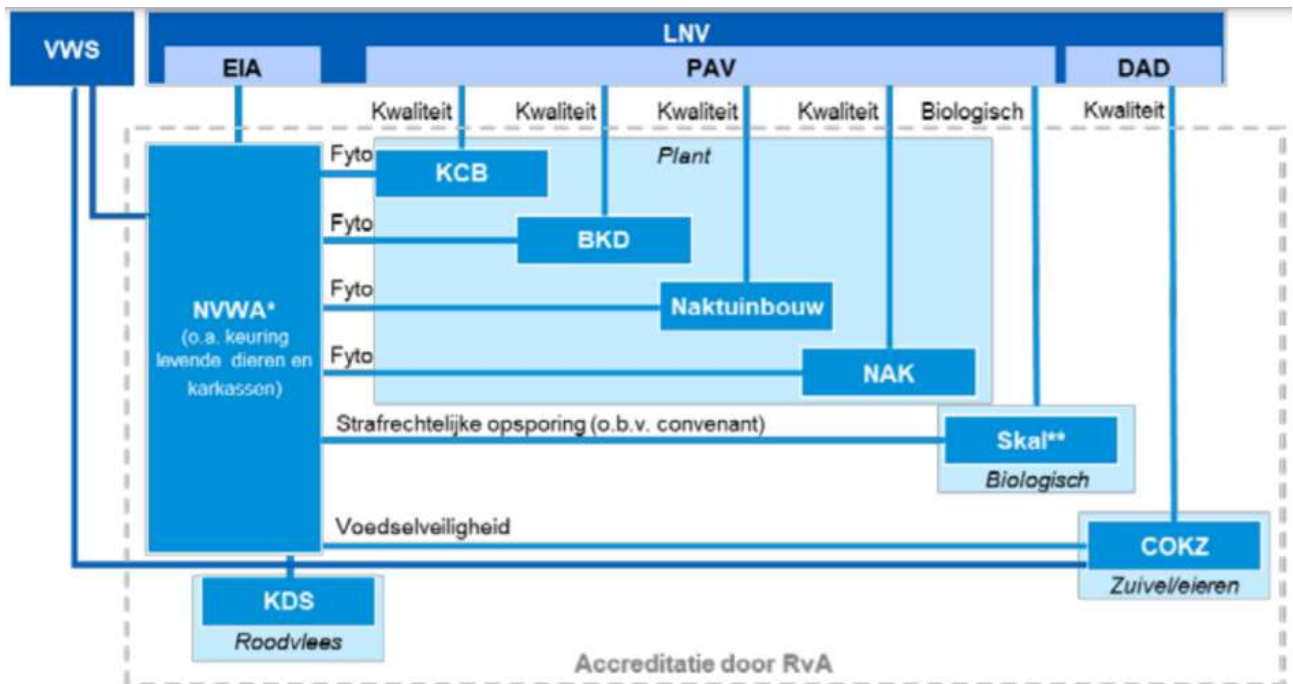 VWS
LNV
EIA
PAV
DAD
Kwaliteit
Kwaliteit
Kwaliteit
Kwaliteit
Biologisch
Kwaliteit
Plant
Fyto
KCB
Fyto
BKD
Fyto
Naktuinbouw
NVWA*
(o.a. keuring
levende dieren en
karkassen)
Fyto
NAK
Strafrechtelijke opsporing (o.b.v. convenant)
Skal**
Biologisch
Voedselveiligheid
COKZ
Zuivel/eieren
KDS
Roodvlees
Accreditatie door RvA